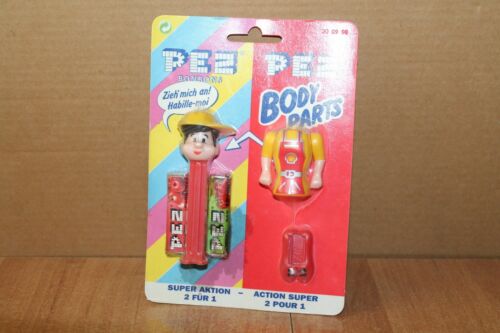 30 09 98
PEZ
BONBONS
PEZ
Zieh' mich an!
Habille-moi
BODY
PARTS
PEZ
PEZ
SUPER AKTION - ACTION SUPER
2 FÜR 1 2 POUR 1